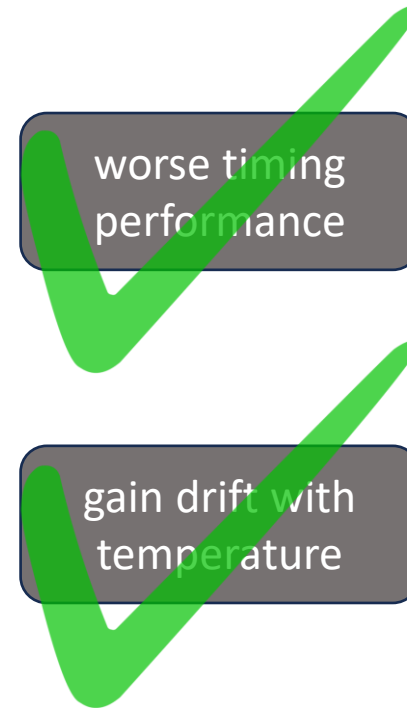 worse timing
performance
gain drift with
temperature